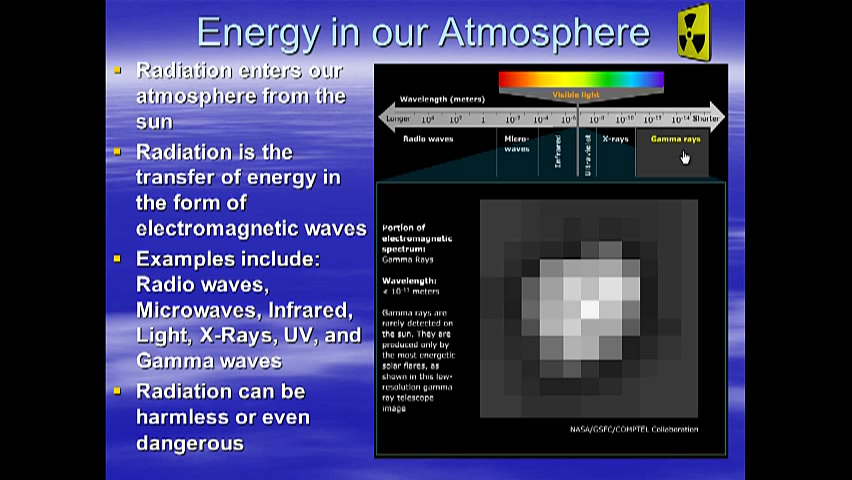 Energy in our Atmosphere
Radiation enters our
atmosphere from the
sun
Radiation is the
transfer of energy in
the form of
electromagnetic waves
Examples include:
Radio waves,
Microwaves, Infrared,
Light, X-Rays, UV, and
Gamma waves
Radiation can be
harmless or even
dangerous
Visible light
Wavelength (meters)
Longer
1
Shorter
Radio waves
Micro-
waves
Infrared
Ultraviolet
X-rays
Gamma rays
Portion of
electromagnetic
spectrum:
Gamma Rays
Wavelength:
< 10⁻¹¹ meters
Gamma rays are
rarely detected on
the sun. They are
produced only by
the most energetic
solar flares, as
shown in this low-
resolution gamma
ray telescope
image
NASA/GSFC/COMPTEL Collaboration